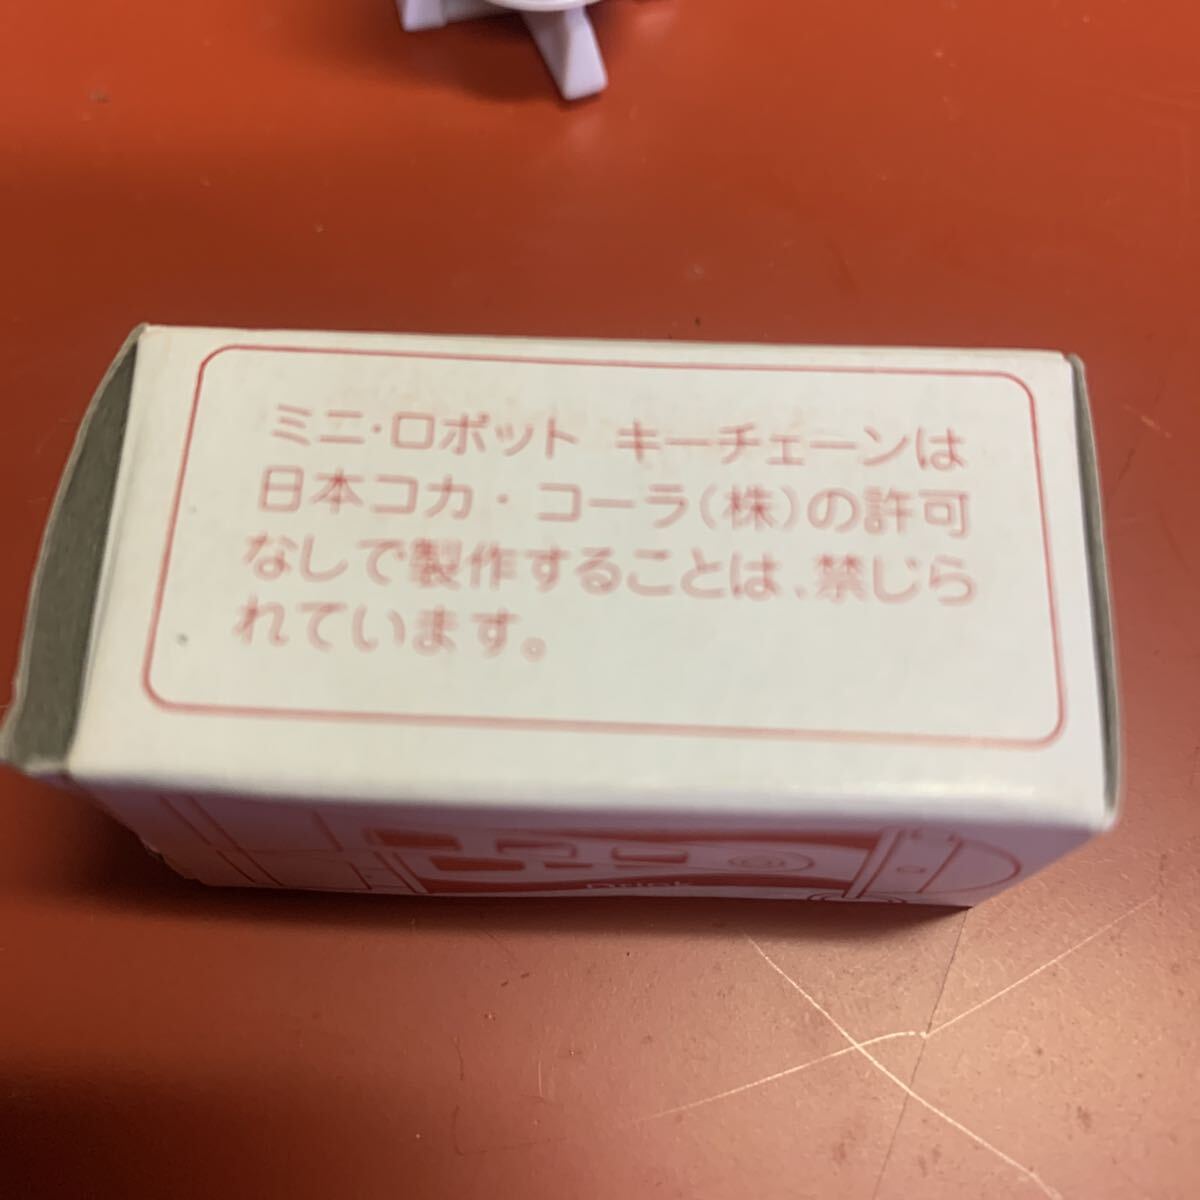 ミニ・ロボット キーチェーンは
日本コカ・コーラ(株)の許可
なしで製作することは、禁じら
れています。
Drink